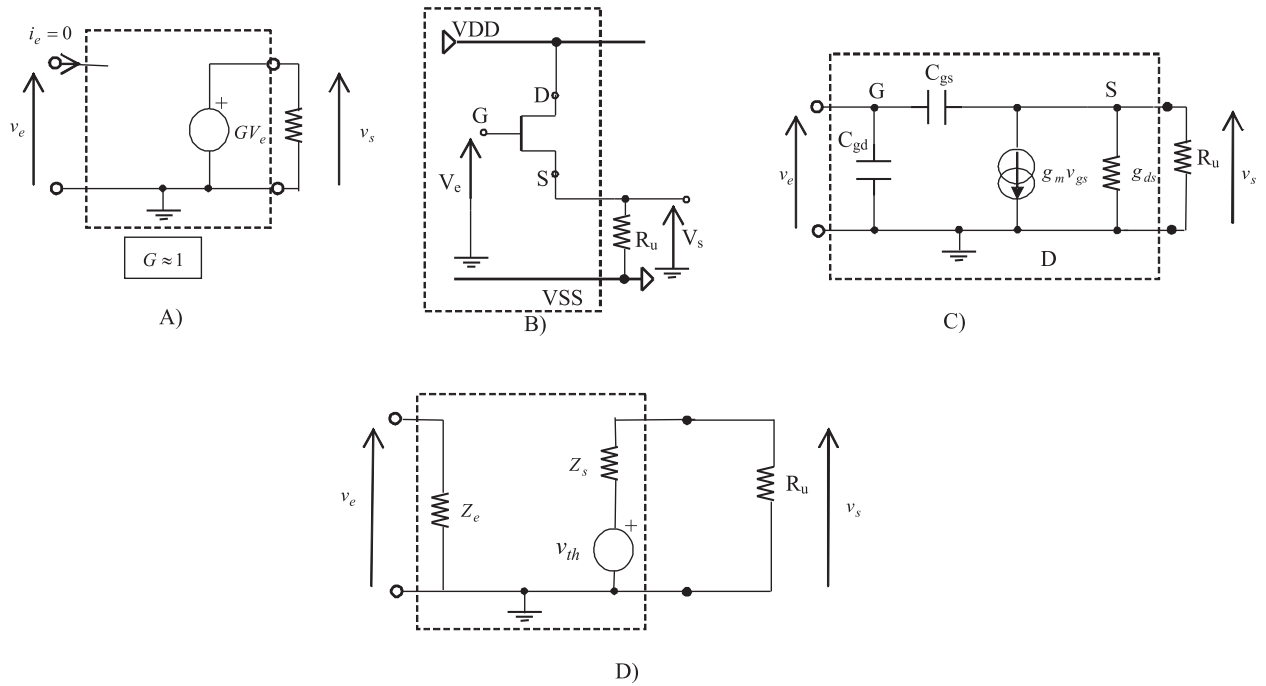 i_e = 0
v_e
+
GV_e
v_s
G ≈ 1
A)
VDD
D
G
V_e
S
R_u
V_s
VSS
B)
C_gs
G
S
C_gd
v_e
g_m v_gs
g_ds
R_u
v_s
D
C)
v_e
Z_e
Z_s
+
v_th
R_u
v_s
D)